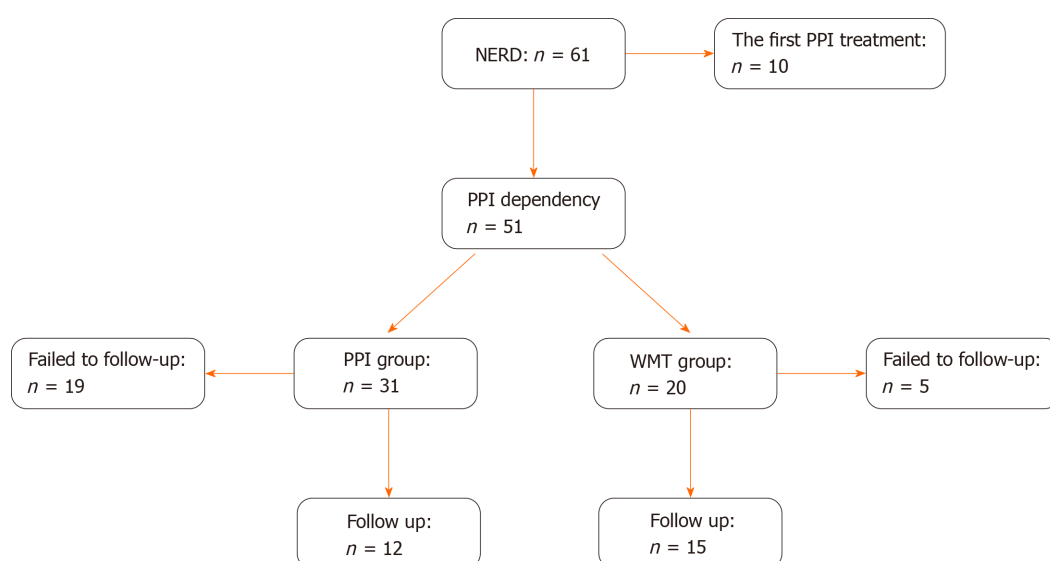 NERD: n = 61
The first PPI treatment:
n = 10
PPI dependency
n = 51
Failed to follow-up:
n = 19
PPI group:
n = 31
WMT group:
n = 20
Failed to follow-up:
n = 5
Follow up:
n = 12
Follow up:
n = 15